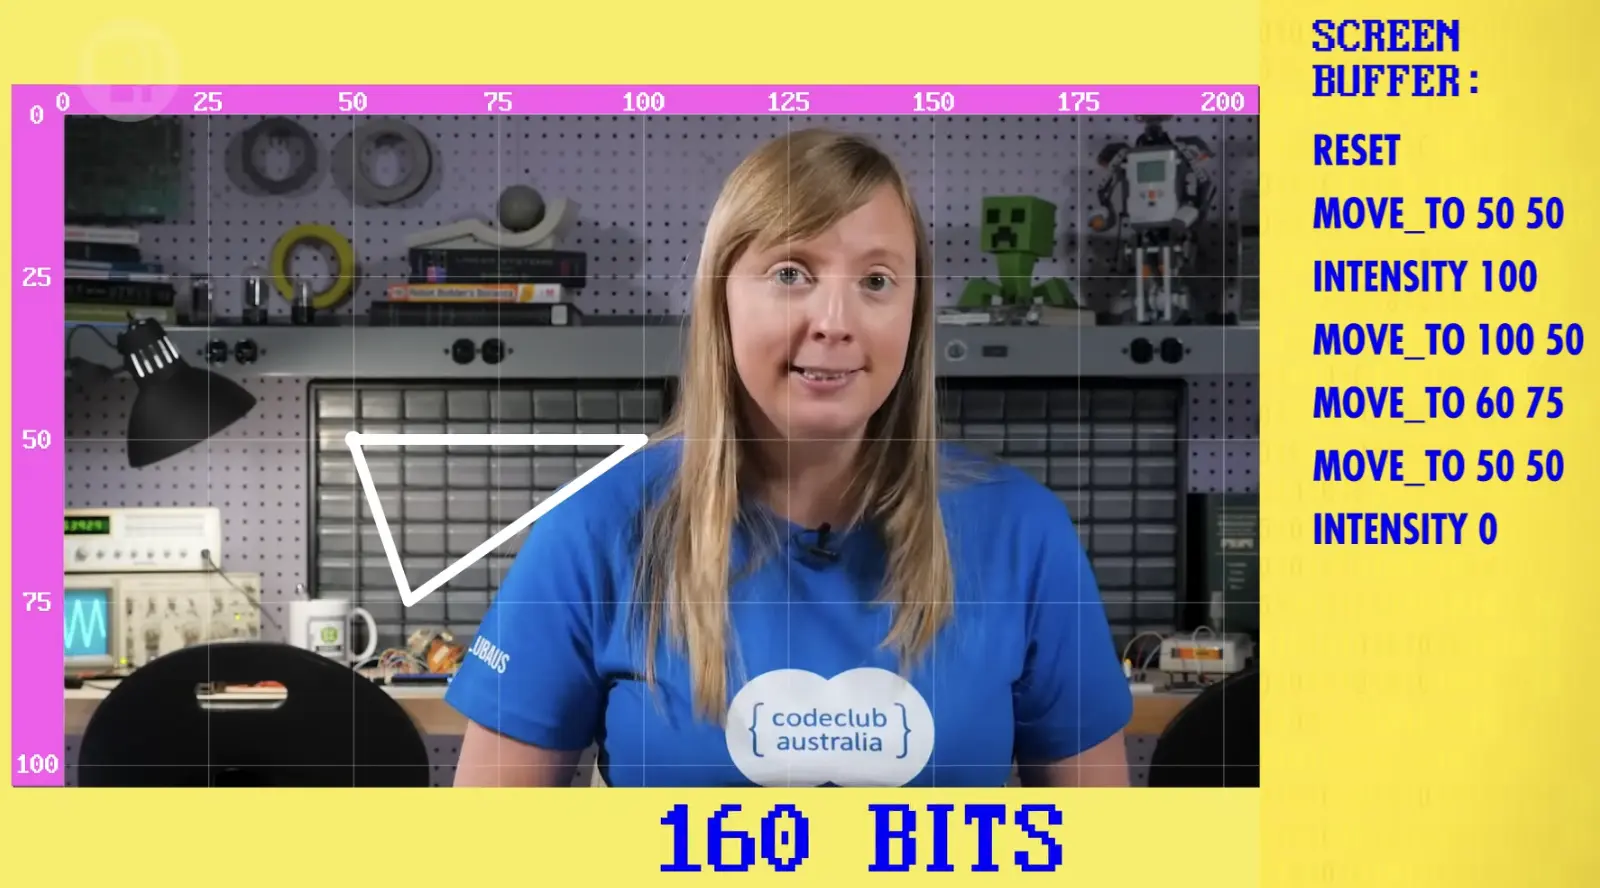 SCREEN
BUFFER:
0 25 50 75 100 125 150 175 200
0
25
50
75
100
RESET
MOVE_TO 50 50
INTENSITY 100
MOVE_TO 100 50
MOVE_TO 60 75
MOVE_TO 50 50
INTENSITY 0
UBAUS
{ codeclub }
australia
160 BITS